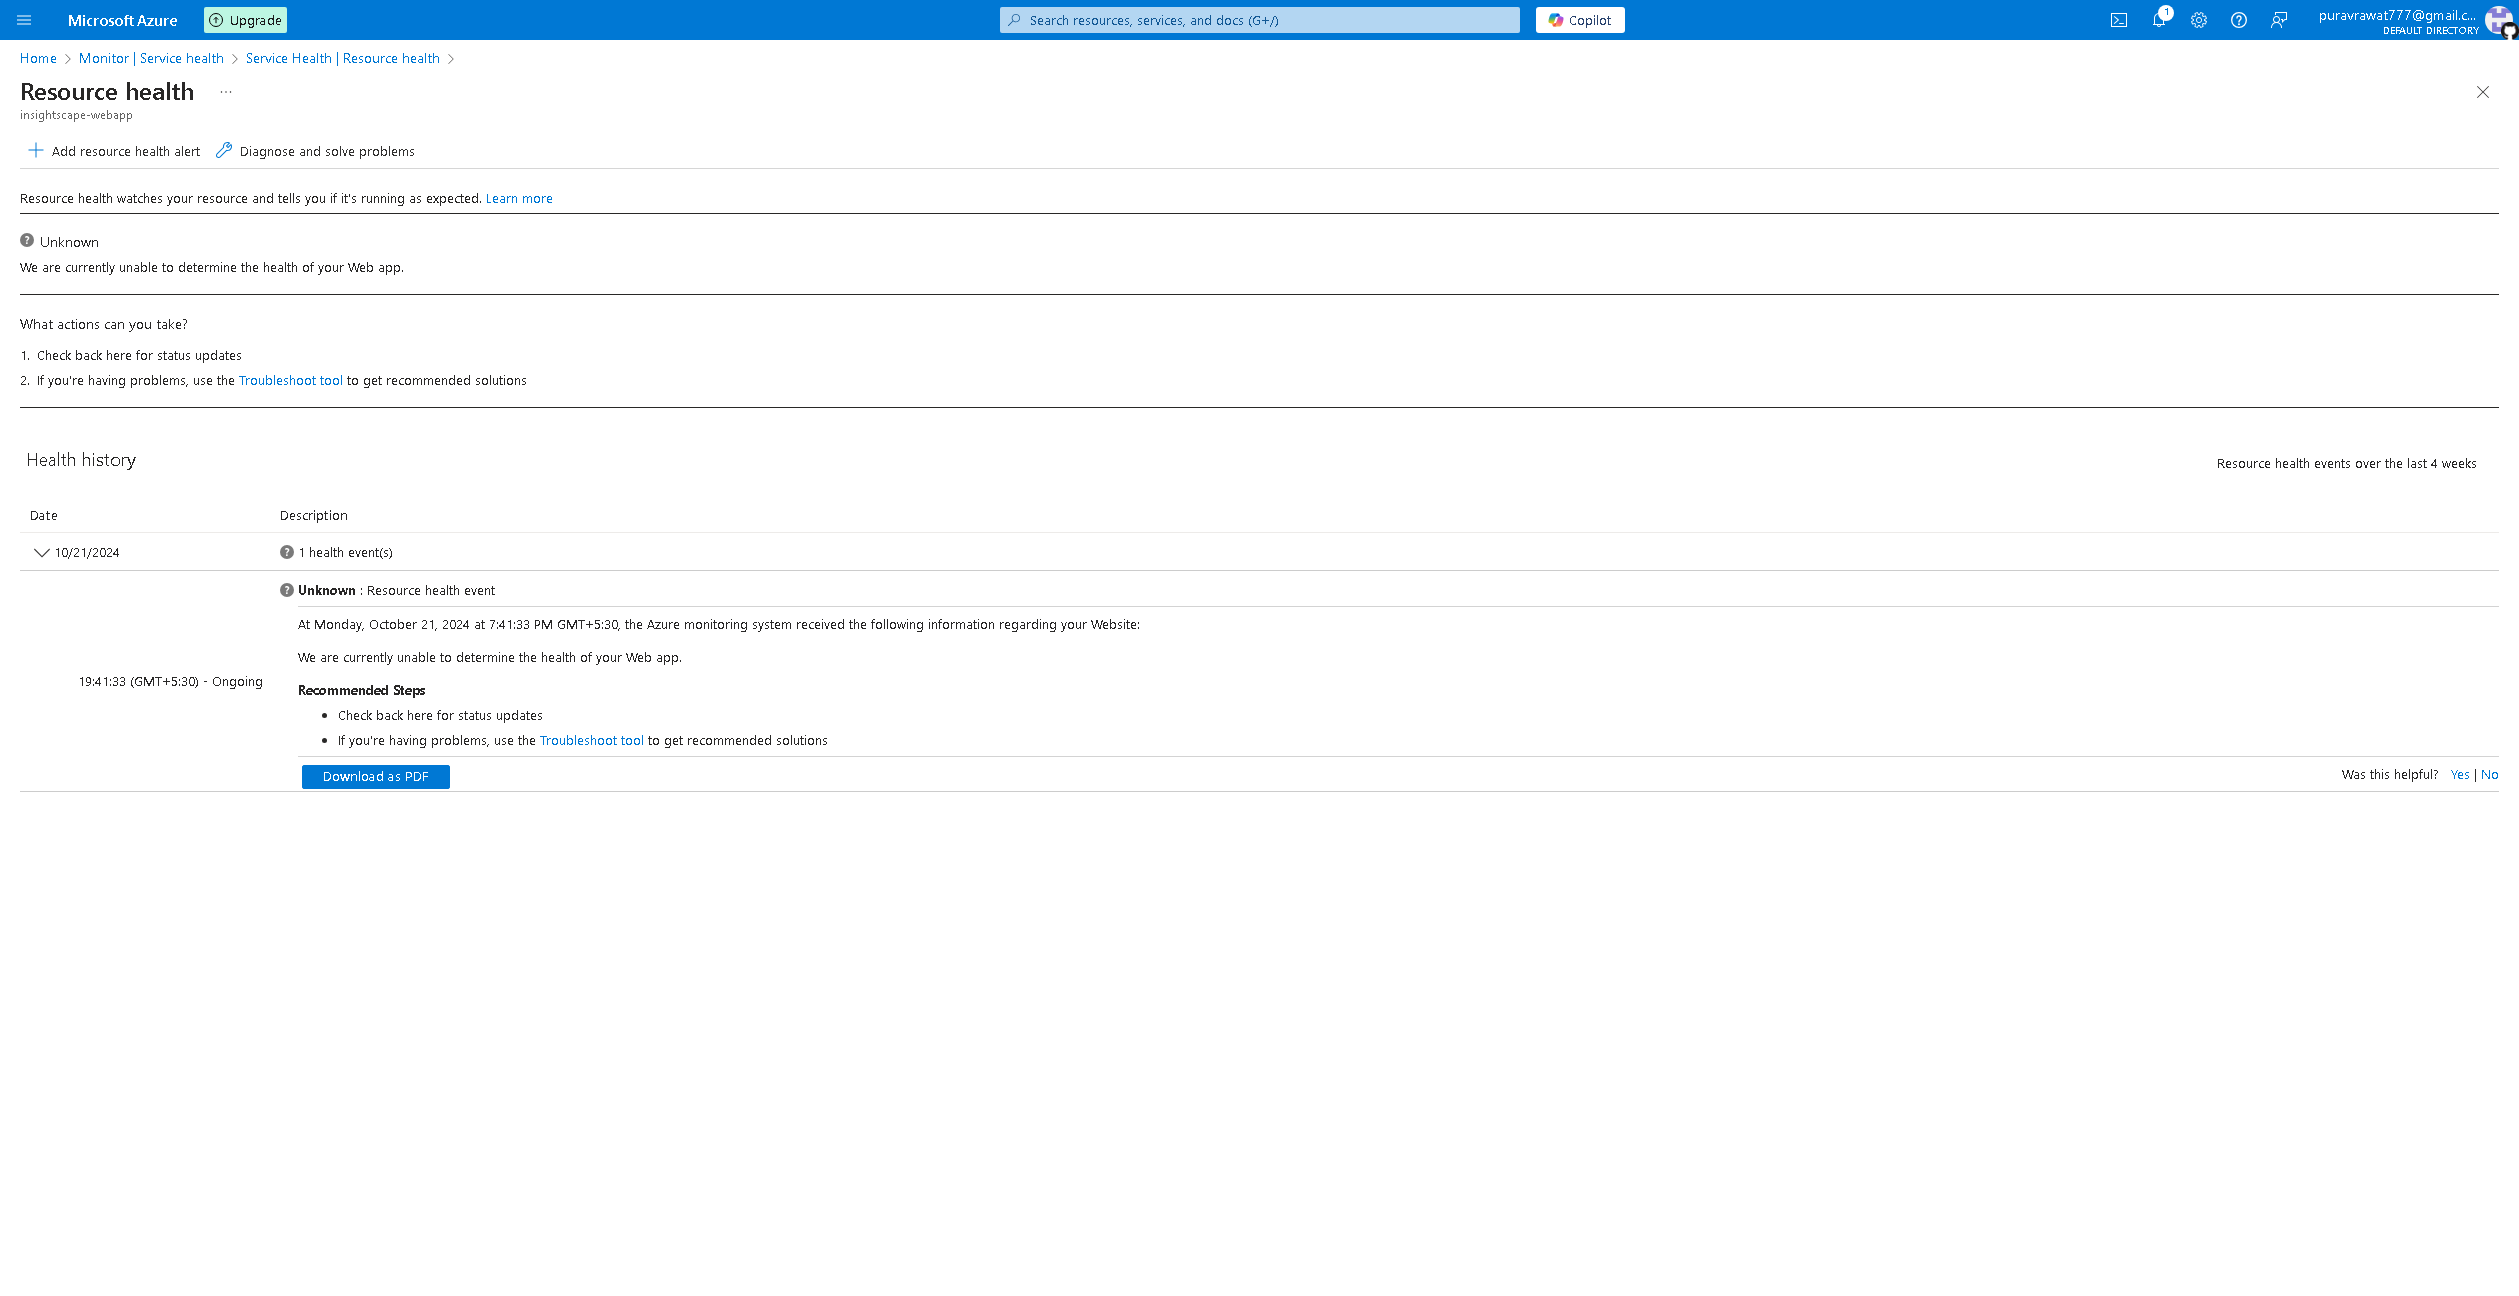 Microsoft Azure
Upgrade
Search resources, services, and docs (G+/)
Copilot
1
puravrawat777@gmail.c...
DEFAULT DIRECTORY
Home > Monitor | Service health > Service Health | Resource health >
Resource health ...
insightscape-webapp
Add resource health alert
Diagnose and solve problems
Resource health watches your resource and tells you if it's running as expected. Learn more
Unknown
We are currently unable to determine the health of your Web app.
What actions can you take?
1. Check back here for status updates
2. If you're having problems, use the Troubleshoot tool to get recommended solutions
Health history
Resource health events over the last 4 weeks
Date
Description
10/21/2024
1 health event(s)
Unknown : Resource health event
At Monday, October 21, 2024 at 7:41:33 PM GMT+5:30, the Azure monitoring system received the following information regarding your Website:
We are currently unable to determine the health of your Web app.
19:41:33 (GMT+5:30) - Ongoing
Recommended Steps
• Check back here for status updates
• If you're having problems, use the Troubleshoot tool to get recommended solutions
Download as PDF
Was this helpful? Yes | No